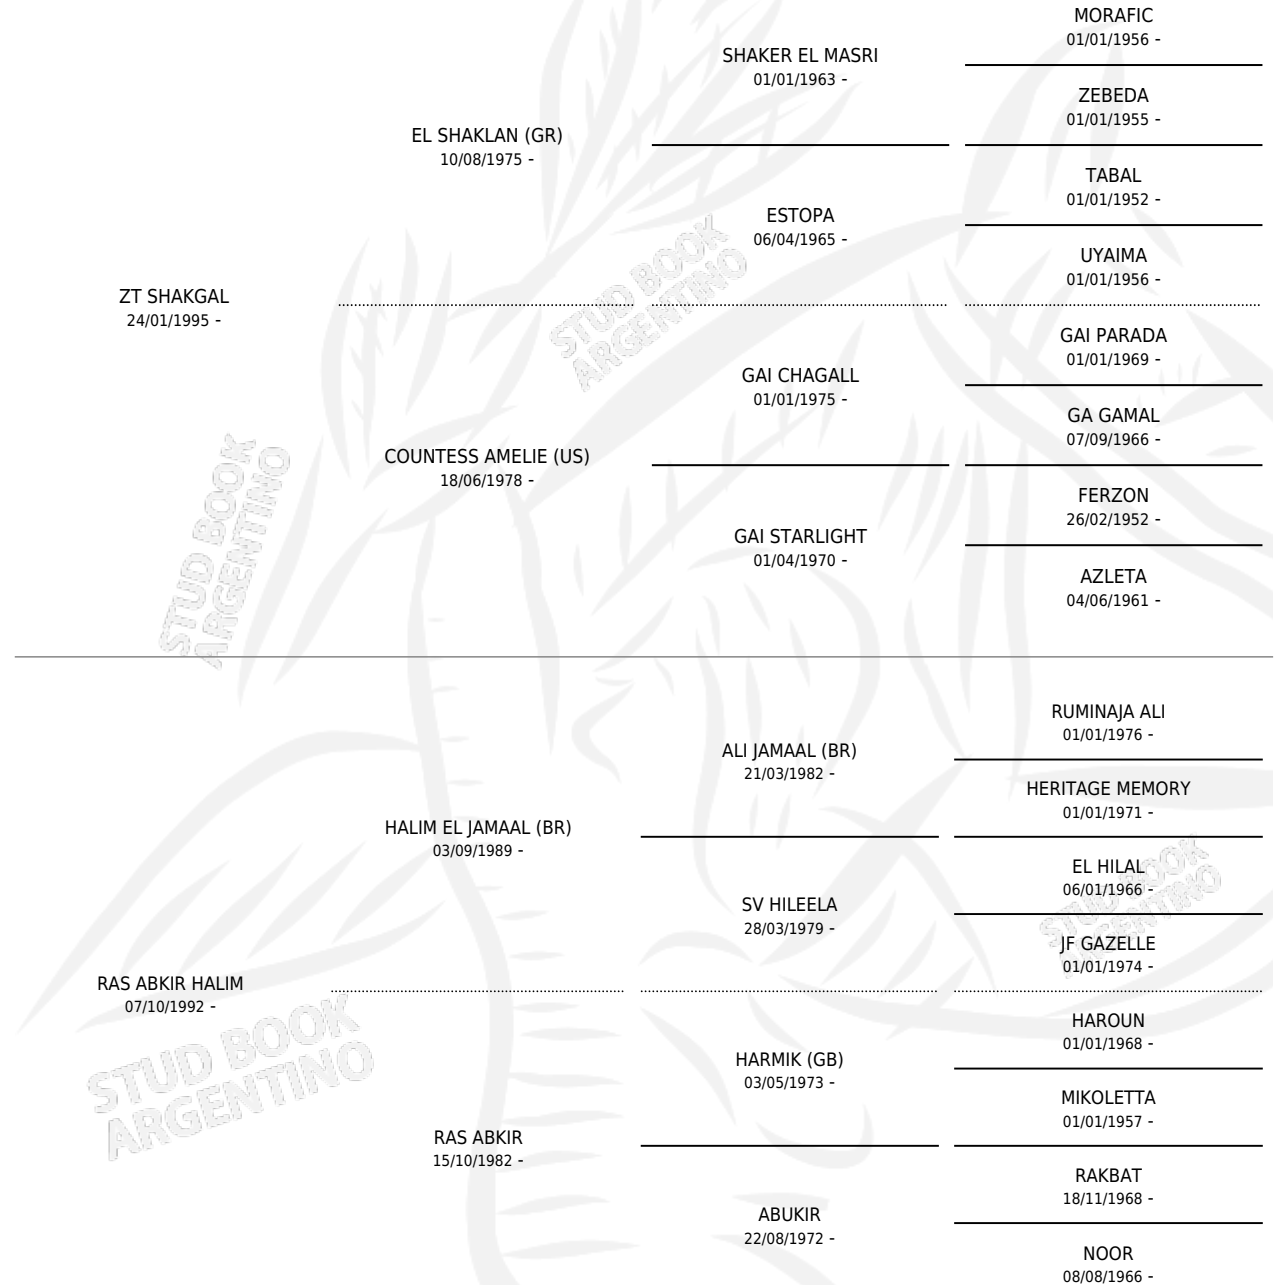 MORAFIC
01/01/1956 -
SHAKER EL MASRI
01/01/1963 -
ZEBEDA
01/01/1955 -
EL SHAKLAN (GR)
10/08/1975 -
TABAL
01/01/1952 -
ESTOPA
06/04/1965 -
UYAIMA
01/01/1956 -
ZT SHAKGAL
24/01/1995 -
GAI PARADA
01/01/1969 -
GAI CHAGALL
01/01/1975 -
GA GAMAL
07/09/1966 -
COUNTESS AMELIE (US)
18/06/1978 -
FERZON
26/02/1952 -
GAI STARLIGHT
01/04/1970 -
AZLETA
04/06/1961 -
RUMINAJA ALI
01/01/1976 -
ALI JAMAAL (BR)
21/03/1982 -
HERITAGE MEMORY
01/01/1971 -
HALIM EL JAMAAL (BR)
03/09/1989 -
EL HILAL
06/01/1966 -
SV HILEELA
28/03/1979 -
JF GAZELLE
01/01/1974 -
RAS ABKIR HALIM
07/10/1992 -
HAROUN
01/01/1968 -
HARMIK (GB)
03/05/1973 -
MIKOLETTA
01/01/1957 -
RAS ABKIR
15/10/1982 -
RAKBAT
18/11/1968 -
ABUKIR
22/08/1972 -
NOOR
08/08/1966 -
STUD BOOK
ARGENTINO
STUD BOOK
ARGENTINO
STUD BOOK
ARGENTINO
STUD BOOK
ARGENTINO